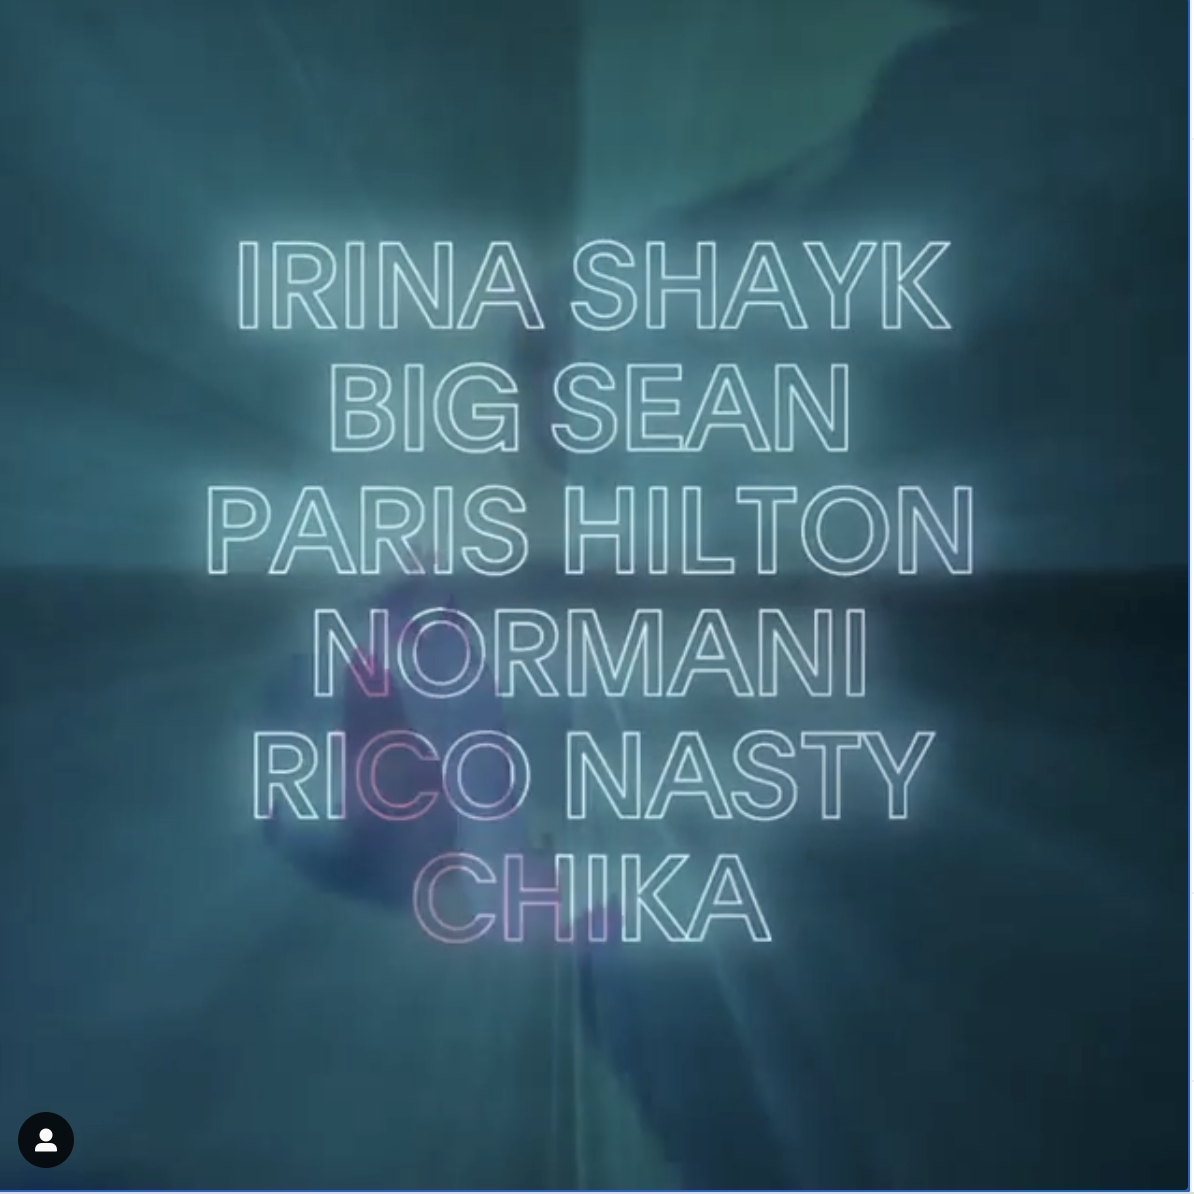 IRINA SHAYK
BIG SEAN
PARIS HILTON
NORMANI
RICO NASTY
CHIKA